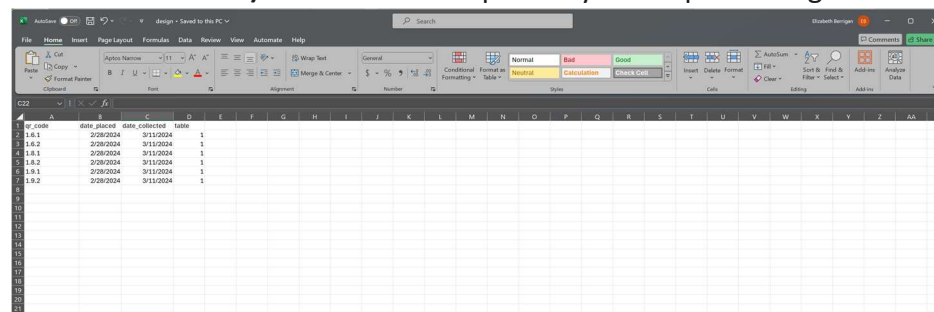 AutoSave Off design • Saved to this PC Search Elizabeth Berrigan
File Home Insert Page Layout Formulas Data Review View Automate Help Comments Share
Paste Cut Copy Format Painter
Aptos Narrow 11
B I U
Wrap Text
Merge & Center
General
$ % 9
Conditional Formatting Format as Table
Normal Bad Good
Neutral Calculation Check Cell
Insert Delete Format
AutoSum Fill Clear
Sort & Filter Find & Select
Add-ins
Analyze Data
Clipboard Font Alignment Number Styles Cells Editing Add-ins
C22 fx
A B C D E F G H I J K L M N O P Q R S T U V W X Y Z AA
1 qr_code date_placed date_collected table
2 1.6.1 2/28/2024 3/11/2024 1
3 1.6.2 2/28/2024 3/11/2024 1
4 1.8.1 2/28/2024 3/11/2024 1
5 1.8.2 2/28/2024 3/11/2024 1
6 1.9.1 2/28/2024 3/11/2024 1
7 1.9.2 2/28/2024 3/11/2024 1
8
9
10
11
12
13
14
15
16
17
18
19
20
21